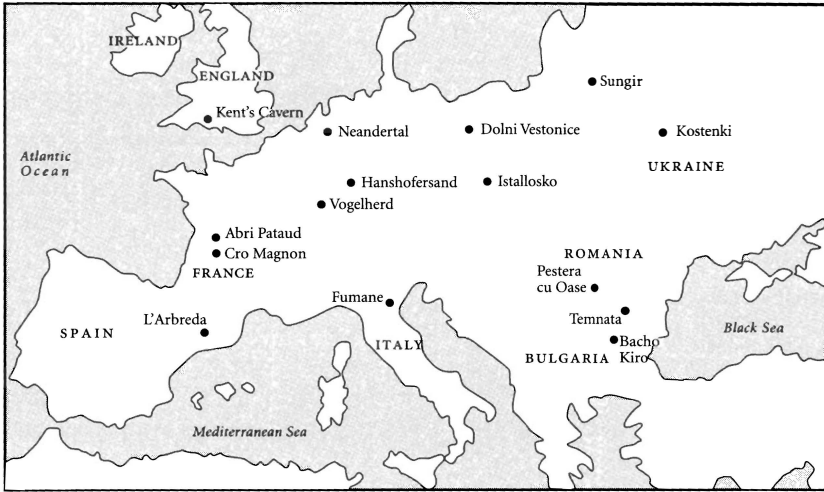 IRELAND
ENGLAND
Kent's Cavern
Sungir
Neandertal
Dolni Vestonice
Kostenki
Atlantic
Ocean
UKRAINE
Hanshofersand
Istallosko
Vogelherd
Abri Pataud
Cro Magnon
FRANCE
ROMANIA
Pestera
cu Oase
Fumane
L'Arbreda
Temnata
SPAIN
Black Sea
ITALY
Bacho
Kiro
BULGARIA
Mediterranean Sea